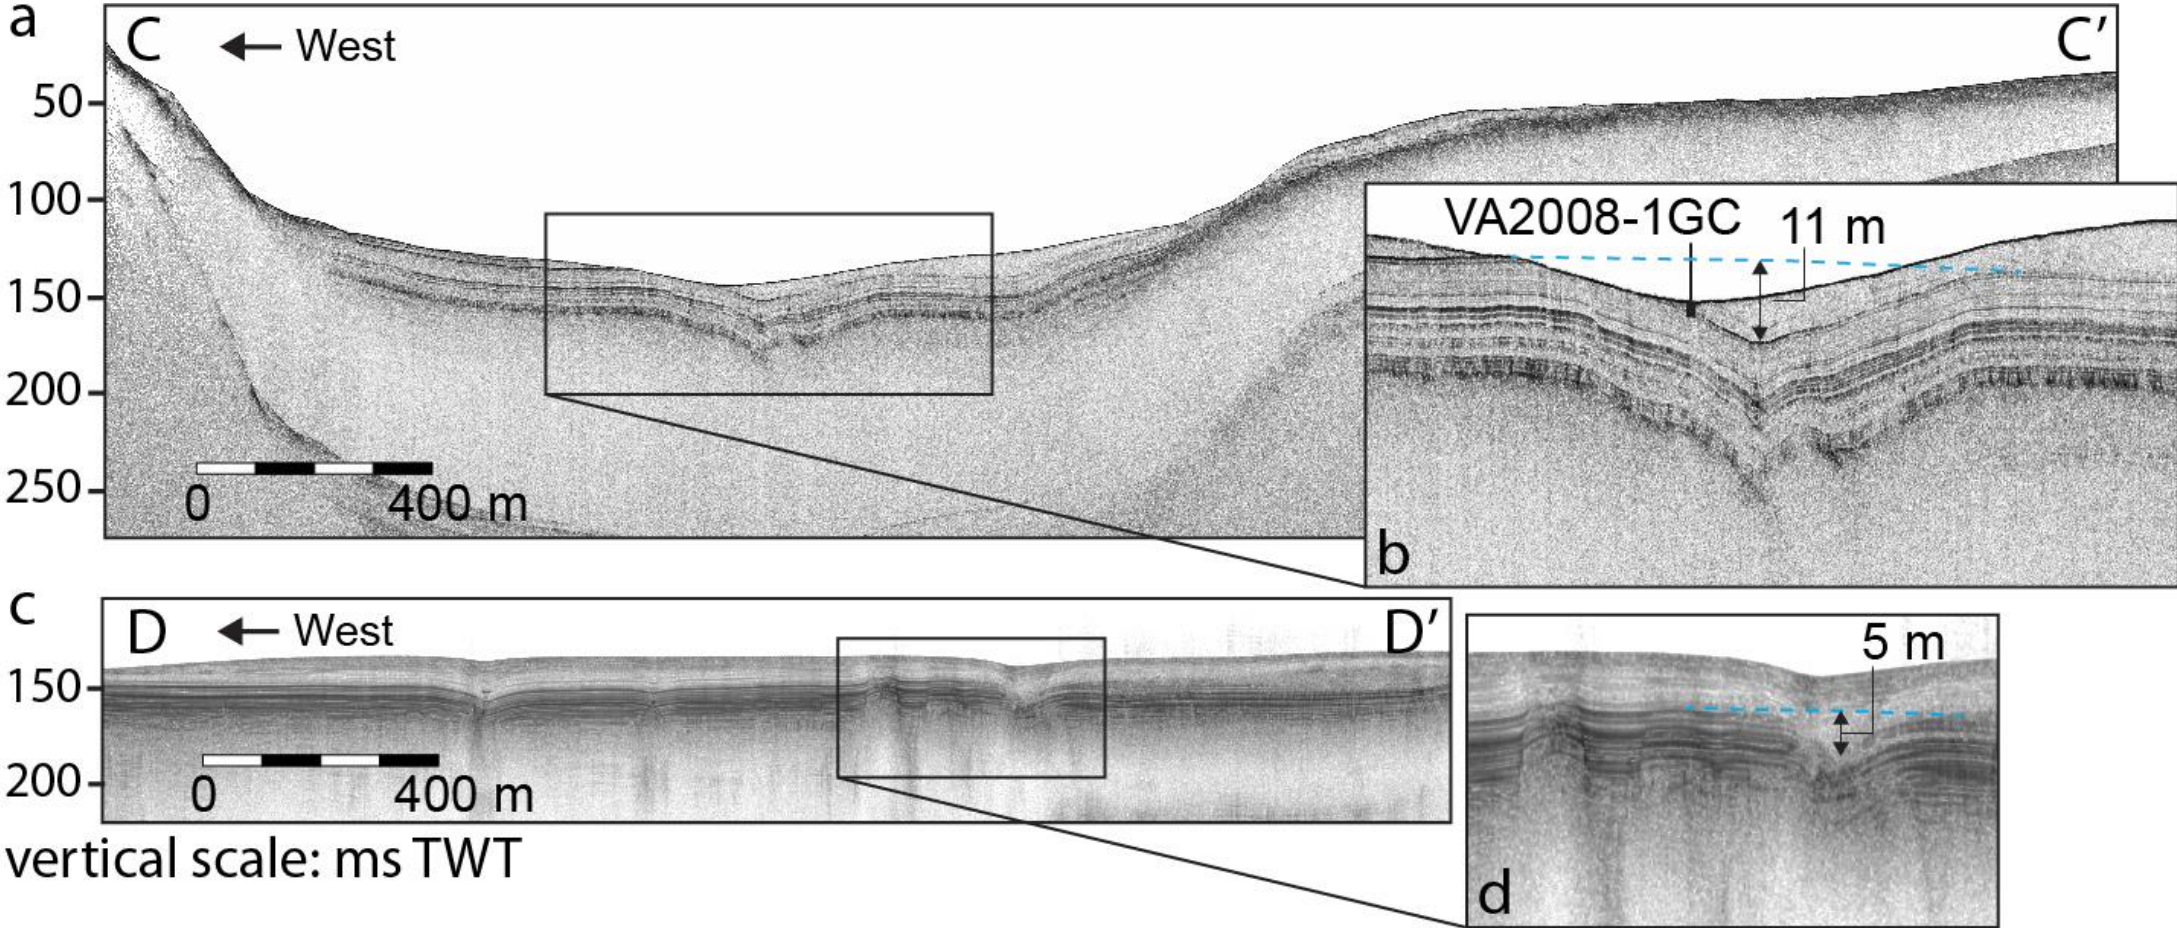 a
C
← West
C′
50
100
150
200
250
0
400 m
VA2008-1GC
11 m
b
c
D
← West
D′
150
200
0
400 m
5 m
d
vertical scale: ms TWT